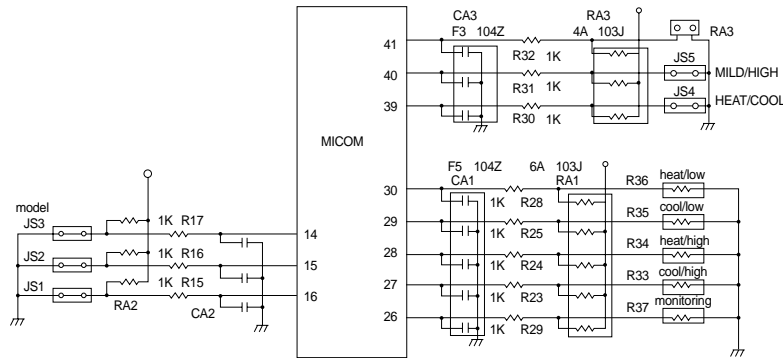 CA3 RA3
F3 104Z 4A 103J
41 R32 1K RA3
40 R31 1K JS5 MILD/HIGH
39 R30 1K JS4 HEAT/COOL
MICOM
F5 104Z 6A 103J
CA1 RA1
30 1K R28 R36 heat/low
29 1K R25 R35 cool/low
28 1K R24 R34 heat/high
27 1K R23 R33 cool/high
26 1K R29 R37 monitoring
model
JS3 1K R17 14
JS2 1K R16 15
JS1 1K R15 16
RA2 CA2